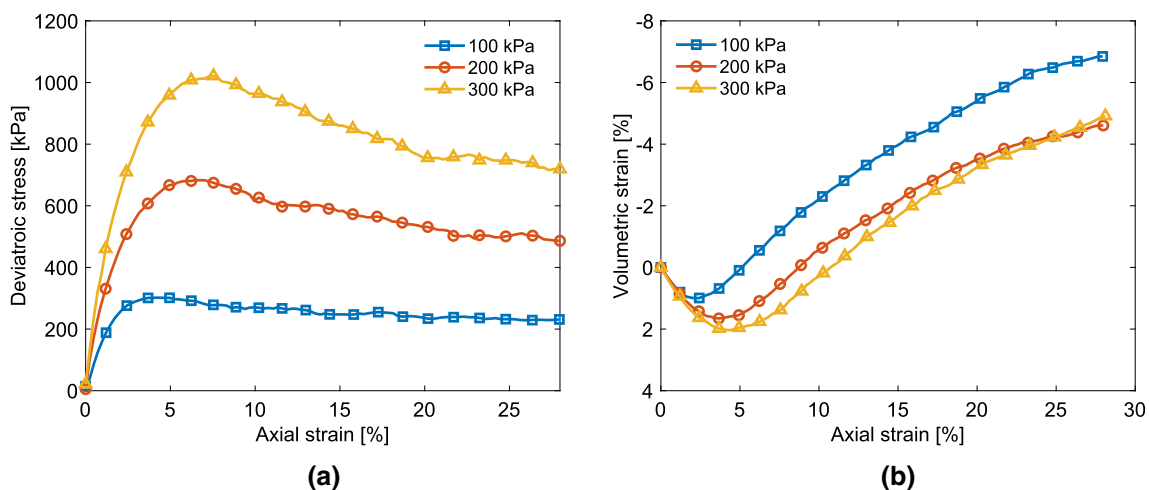 1200
1000
800
600
400
200
0
0 5 10 15 20 25
Deviatroic stress [kPa]
Axial strain [%]
100 kPa
200 kPa
300 kPa
(a)
-8
-6
-4
-2
0
2
4
0 5 10 15 20 25 30
Volumetric strain [%]
Axial strain [%]
100 kPa
200 kPa
300 kPa
(b)